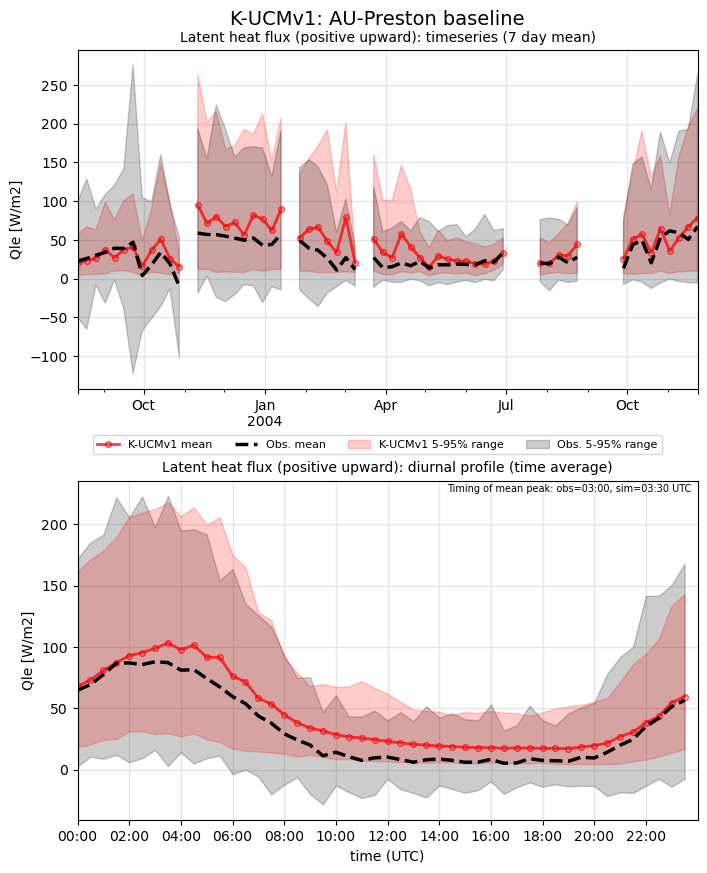 K-UCMv1: AU-Preston baseline
Latent heat flux (positive upward): timeseries (7 day mean)
Qle [W/m2]
250
200
150
100
50
0
−50
−100
Oct Jan Apr Jul Oct
2004
K-UCMv1 mean Obs. mean K-UCMv1 5-95% range Obs. 5-95% range
Latent heat flux (positive upward): diurnal profile (time average)
Timing of mean peak: obs=03:00, sim=03:30 UTC
Qle [W/m2]
200
150
100
50
0
00:00 02:00 04:00 06:00 08:00 10:00 12:00 14:00 16:00 18:00 20:00 22:00
time (UTC)